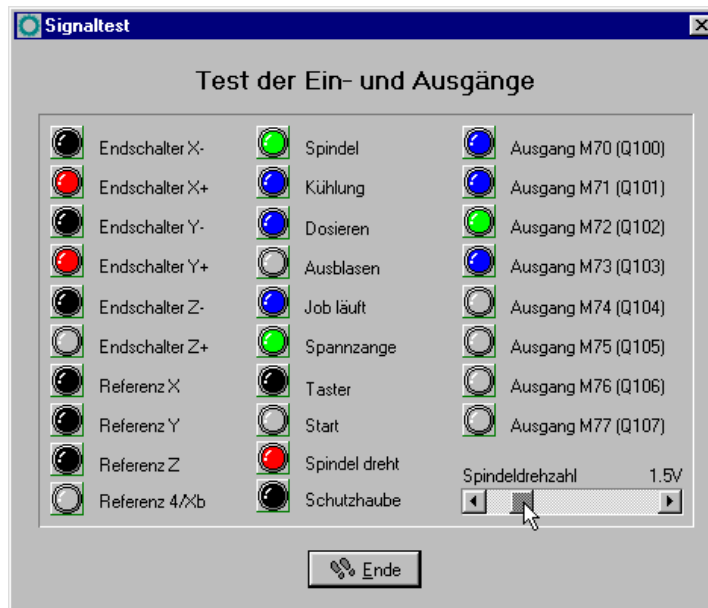 Signaltest
Test der Ein- und Ausgänge
Endschalter X-
Endschalter X+
Endschalter Y-
Endschalter Y+
Endschalter Z-
Endschalter Z+
Referenz X
Referenz Y
Referenz Z
Referenz 4/Xb
Spindel
Kühlung
Dosieren
Ausblasen
Job läuft
Spannzange
Taster
Start
Spindel dreht
Schutzhaube
Ausgang M70 (Q100)
Ausgang M71 (Q101)
Ausgang M72 (Q102)
Ausgang M73 (Q103)
Ausgang M74 (Q104)
Ausgang M75 (Q105)
Ausgang M76 (Q106)
Ausgang M77 (Q107)
Spindeldrehzahl 1.5V
Ende